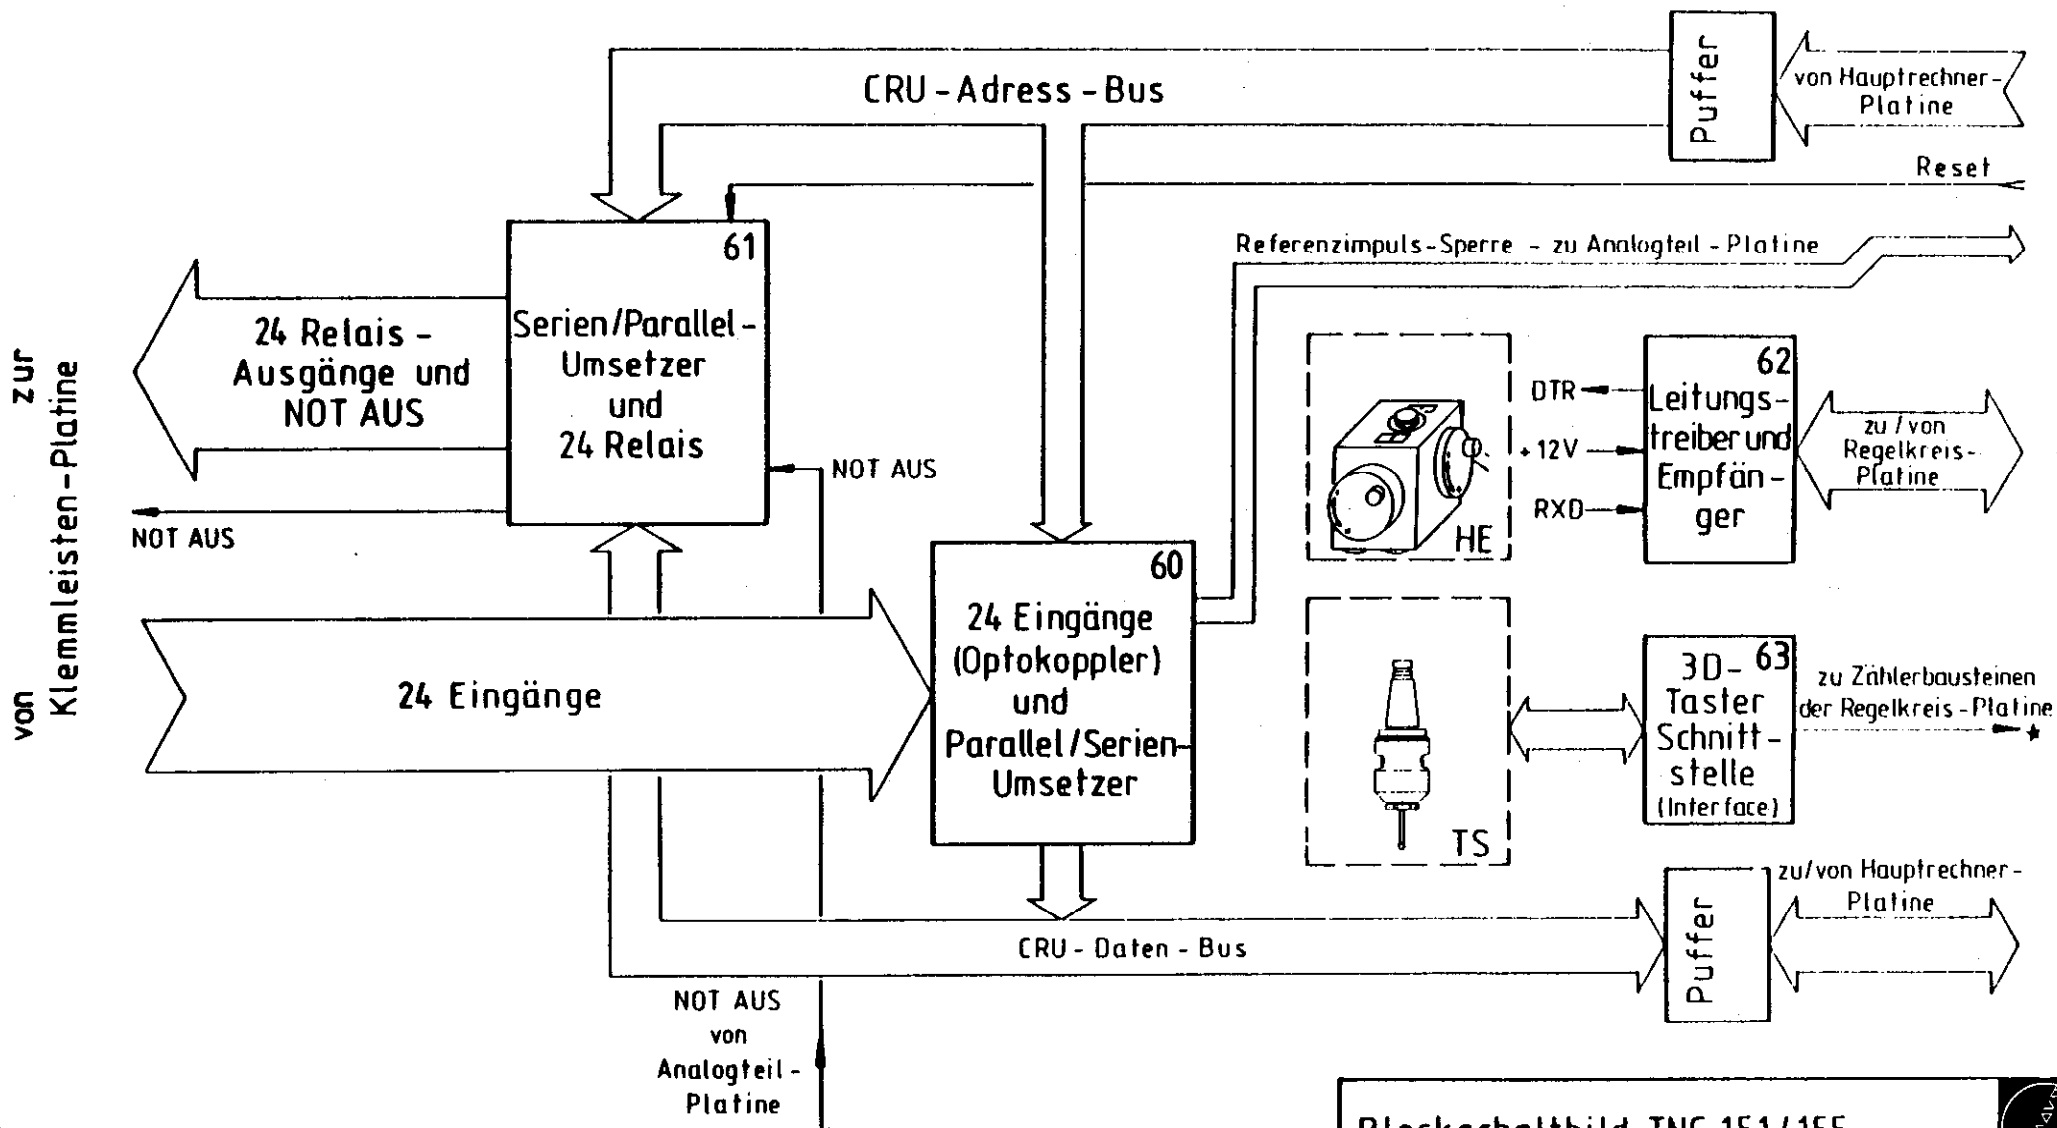 Puffer
von Hauptrechner-
Platine
CRU - Adress - Bus
Reset
Referenzimpuls-Sperre - zu Analogteil - Platine
61
Serien/Parallel-
Umsetzer
und
24 Relais
24 Relais -
Ausgänge und
NOT AUS
zur
von
Klemmleisten-Platine
NOT AUS
NOT AUS
HE
DTR
+12V
RXD
62
Leitungs-
treiber und
Empfän-
ger
zu / von
Regelkreis-
Platine
60
24 Eingänge
(Optokoppler)
und
Parallel/Serien-
Umsetzer
24 Eingänge
TS
63
3D-
Taster
Schnitt-
stelle
(Interface)
zu Zählerbausteinen
der Regelkreis-Platine
zu/von Hauptrechner-
Platine
Puffer
CRU - Daten - Bus
NOT AUS
von
Analogteil-
Platine
Blockschaltbild TNC 151/155